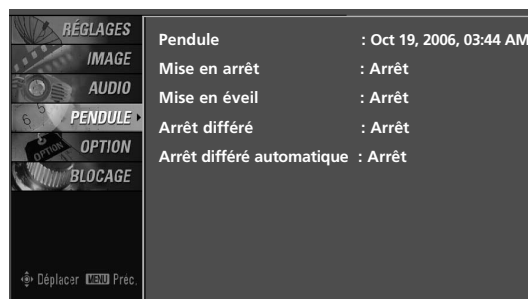 RÉGLAGES
IMAGE
AUDIO
PENDULE
OPTION
BLOCAGE
Déplacer MENU Préc.
Pendule : Oct 19, 2006, 03:44 AM
Mise en arrêt : Arrêt
Mise en éveil : Arrêt
Arrêt différé : Arrêt
Arrêt différé automatique : Arrêt